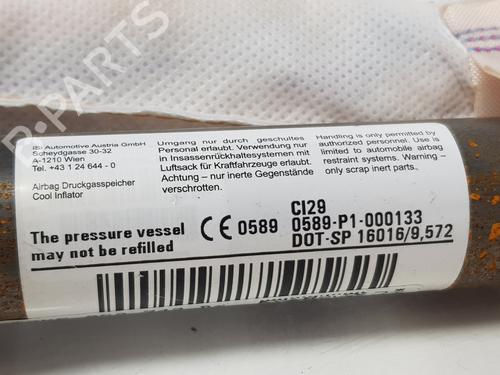 iSi Automotive Austria GmbH
Scheydgasse 30-32
A-1210 Wien
Tel. +43 1 24 644 - 0
Airbag Druckgasspeicher
Cool Inflator
Umgang nur durch geschultes
Personal erlaubt. Verwendung nur
in Insassenrückhaltesystemen mit
Luftsack für Kraftfahrzeuge erlaubt.
Achtung – nur inerte Gegenstände
verschrotten.
Handling is only permitted by
authorized personnel. Use is
limited to automobile airbag
restraint systems. Warning –
only scrap inert parts.
The pressure vessel
may not be refilled
CE 0589
CI29
0589-P1-000133
DOT-SP 16016/9,572
B-PARTS